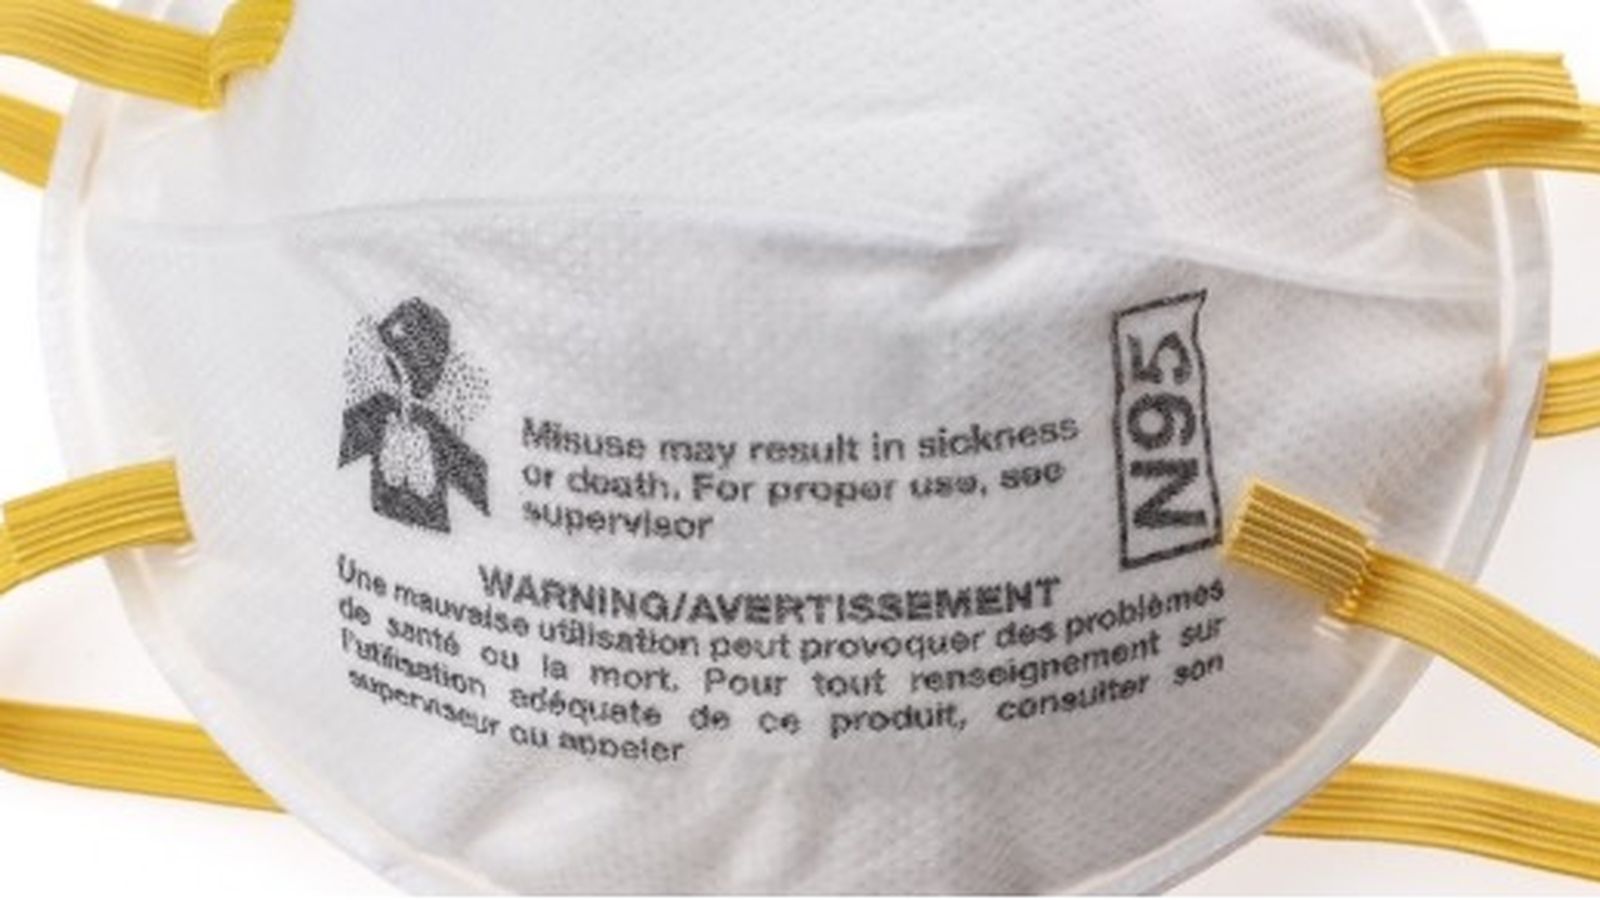 Misuse may result in sickness
or death. For proper use, see
supervisor
N95
WARNING/AVERTISSEMENT
Une mauvaise utilisation peut provoquer des problèmes
de santé ou la mort. Pour tout renseignement sur
l'utilisation adéquate de ce produit, consulter son
superviseur ou appeler